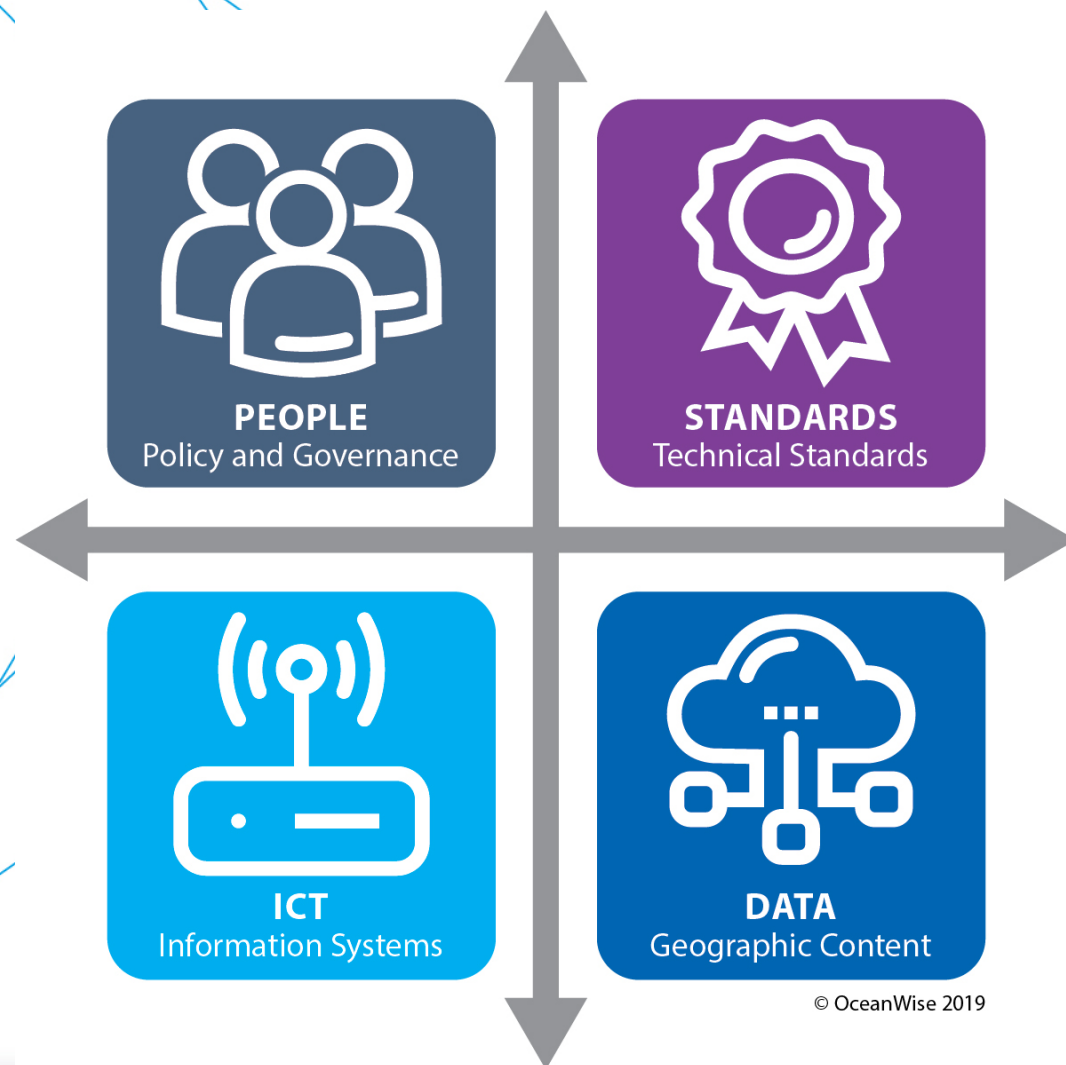 PEOPLE
Policy and Governance
STANDARDS
Technical Standards
ICT
Information Systems
DATA
Geographic Content
© OceanWise 2019